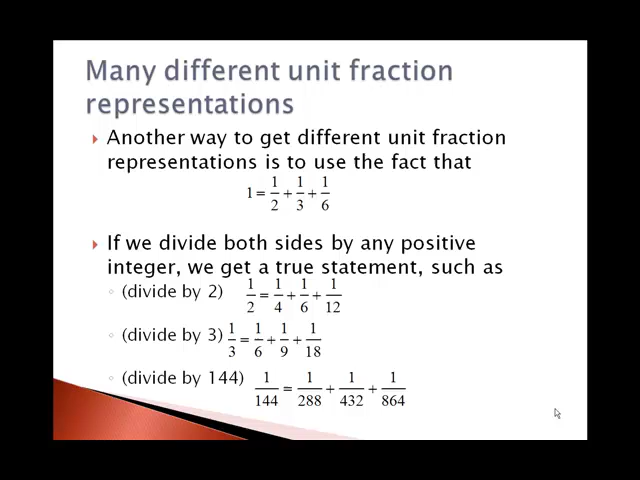 Many different unit fraction
representations
Another way to get different unit fraction
representations is to use the fact that
1 = 1/2 + 1/3 + 1/6
If we divide both sides by any positive
integer, we get a true statement, such as
(divide by 2) 1/2 = 1/4 + 1/6 + 1/12
(divide by 3) 1/3 = 1/6 + 1/9 + 1/18
(divide by 144) 1/144 = 1/288 + 1/432 + 1/864